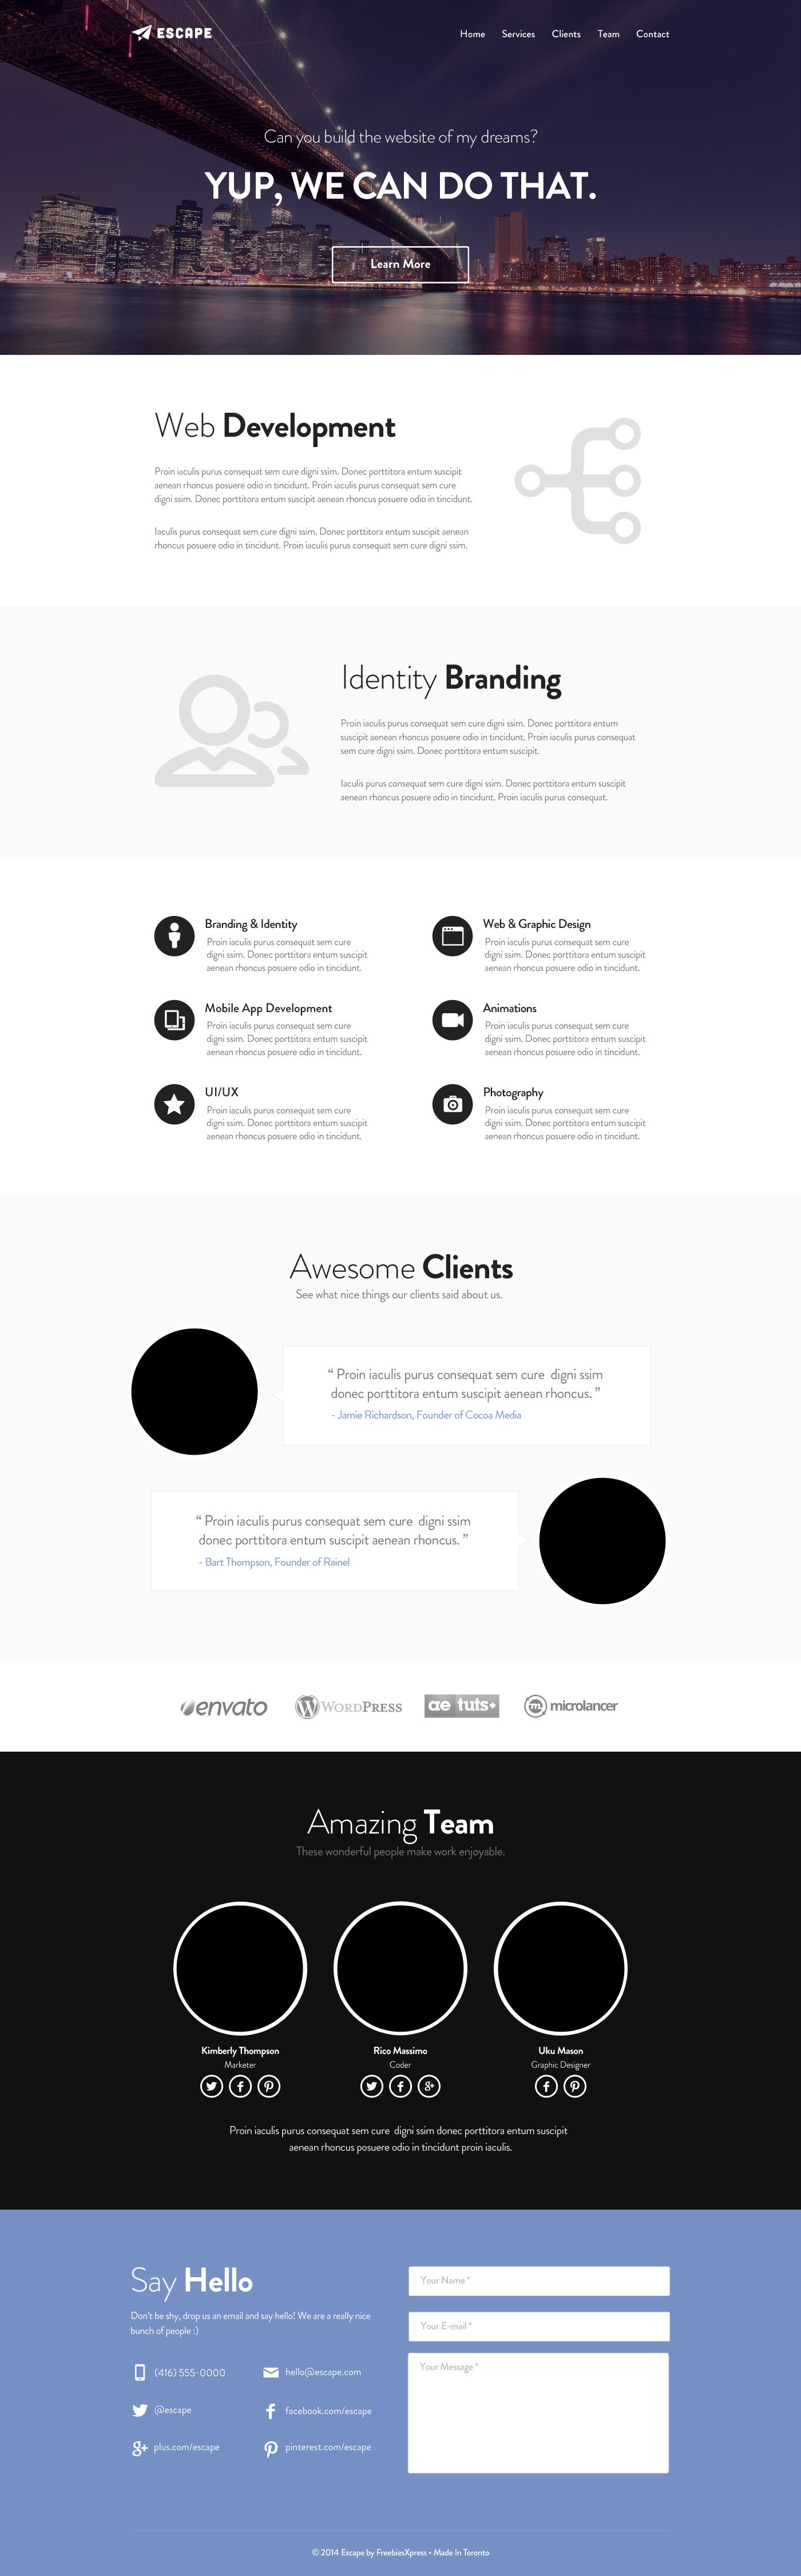 ESCAPE
Home Services Clients Team Contact
Can you build the website of my dreams?
YUP, WE CAN DO THAT.
Learn More
Web Development
Proin iaculis purus consequat sem cure digni ssim. Donec porttitora entum suscipit
aenean rhoncus posuere odio in tincidunt. Proin iaculis purus consequat sem cure
digni ssim. Donec porttitora entum suscipit aenean rhoncus posuere odio in tincidunt.
Iaculis purus consequat sem cure digni ssim. Donec porttitora entum suscipit aenean
rhoncus posuere odio in tincidunt. Proin iaculis purus consequat sem cure digni ssim.
Identity Branding
Proin iaculis purus consequat sem cure digni ssim. Donec porttitora entum
suscipit aenean rhoncus posuere odio in tincidunt. Proin iaculis purus consequat
sem cure digni ssim. Donec porttitora entum suscipit.
Iaculis purus consequat sem cure digni ssim. Donec porttitora entum suscipit
aenean rhoncus posuere odio in tincidunt. Proin iaculis purus consequat.
Branding & Identity
Proin iaculis purus consequat sem cure
digni ssim. Donec porttitora entum suscipit
aenean rhoncus posuere odio in tincidunt.
Web & Graphic Design
Proin iaculis purus consequat sem cure
digni ssim. Donec porttitora entum suscipit
aenean rhoncus posuere odio in tincidunt.
Mobile App Development
Proin iaculis purus consequat sem cure
digni ssim. Donec porttitora entum suscipit
aenean rhoncus posuere odio in tincidunt.
Animations
Proin iaculis purus consequat sem cure
digni ssim. Donec porttitora entum suscipit
aenean rhoncus posuere odio in tincidunt.
UI/UX
Proin iaculis purus consequat sem cure
digni ssim. Donec porttitora entum suscipit
aenean rhoncus posuere odio in tincidunt.
Photography
Proin iaculis purus consequat sem cure
digni ssim. Donec porttitora entum suscipit
aenean rhoncus posuere odio in tincidunt.
Awesome Clients
See what nice things our clients said about us.
“ Proin iaculis purus consequat sem cure digni ssim
donec porttitora entum suscipit aenean rhoncus. ”
- Jamie Richardson, Founder of Cocoa Media
“ Proin iaculis purus consequat sem cure digni ssim
donec porttitora entum suscipit aenean rhoncus. ”
- Bart Thompson, Founder of Rainel
envato WORDPRESS ae tuts+ m microlancer
Amazing Team
These wonderful people make work enjoyable.
Kimberly Thompson
Marketer
Rico Massimo
Coder
Uku Mason
Graphic Designer
Proin iaculis purus consequat sem cure digni ssim donec porttitora entum suscipit
aenean rhoncus posuere odio in tincidunt proin iaculis.
Say Hello
Don't be shy, drop us an email and say hello! We are a really nice
bunch of people :)
(416) 555-0000
hello@escape.com
@escape
facebook.com/escape
plus.com/escape
pinterest.com/escape
Your Name *
Your E-mail *
Your Message *
© 2014 Escape by FreebiesXpress • Made In Toronto